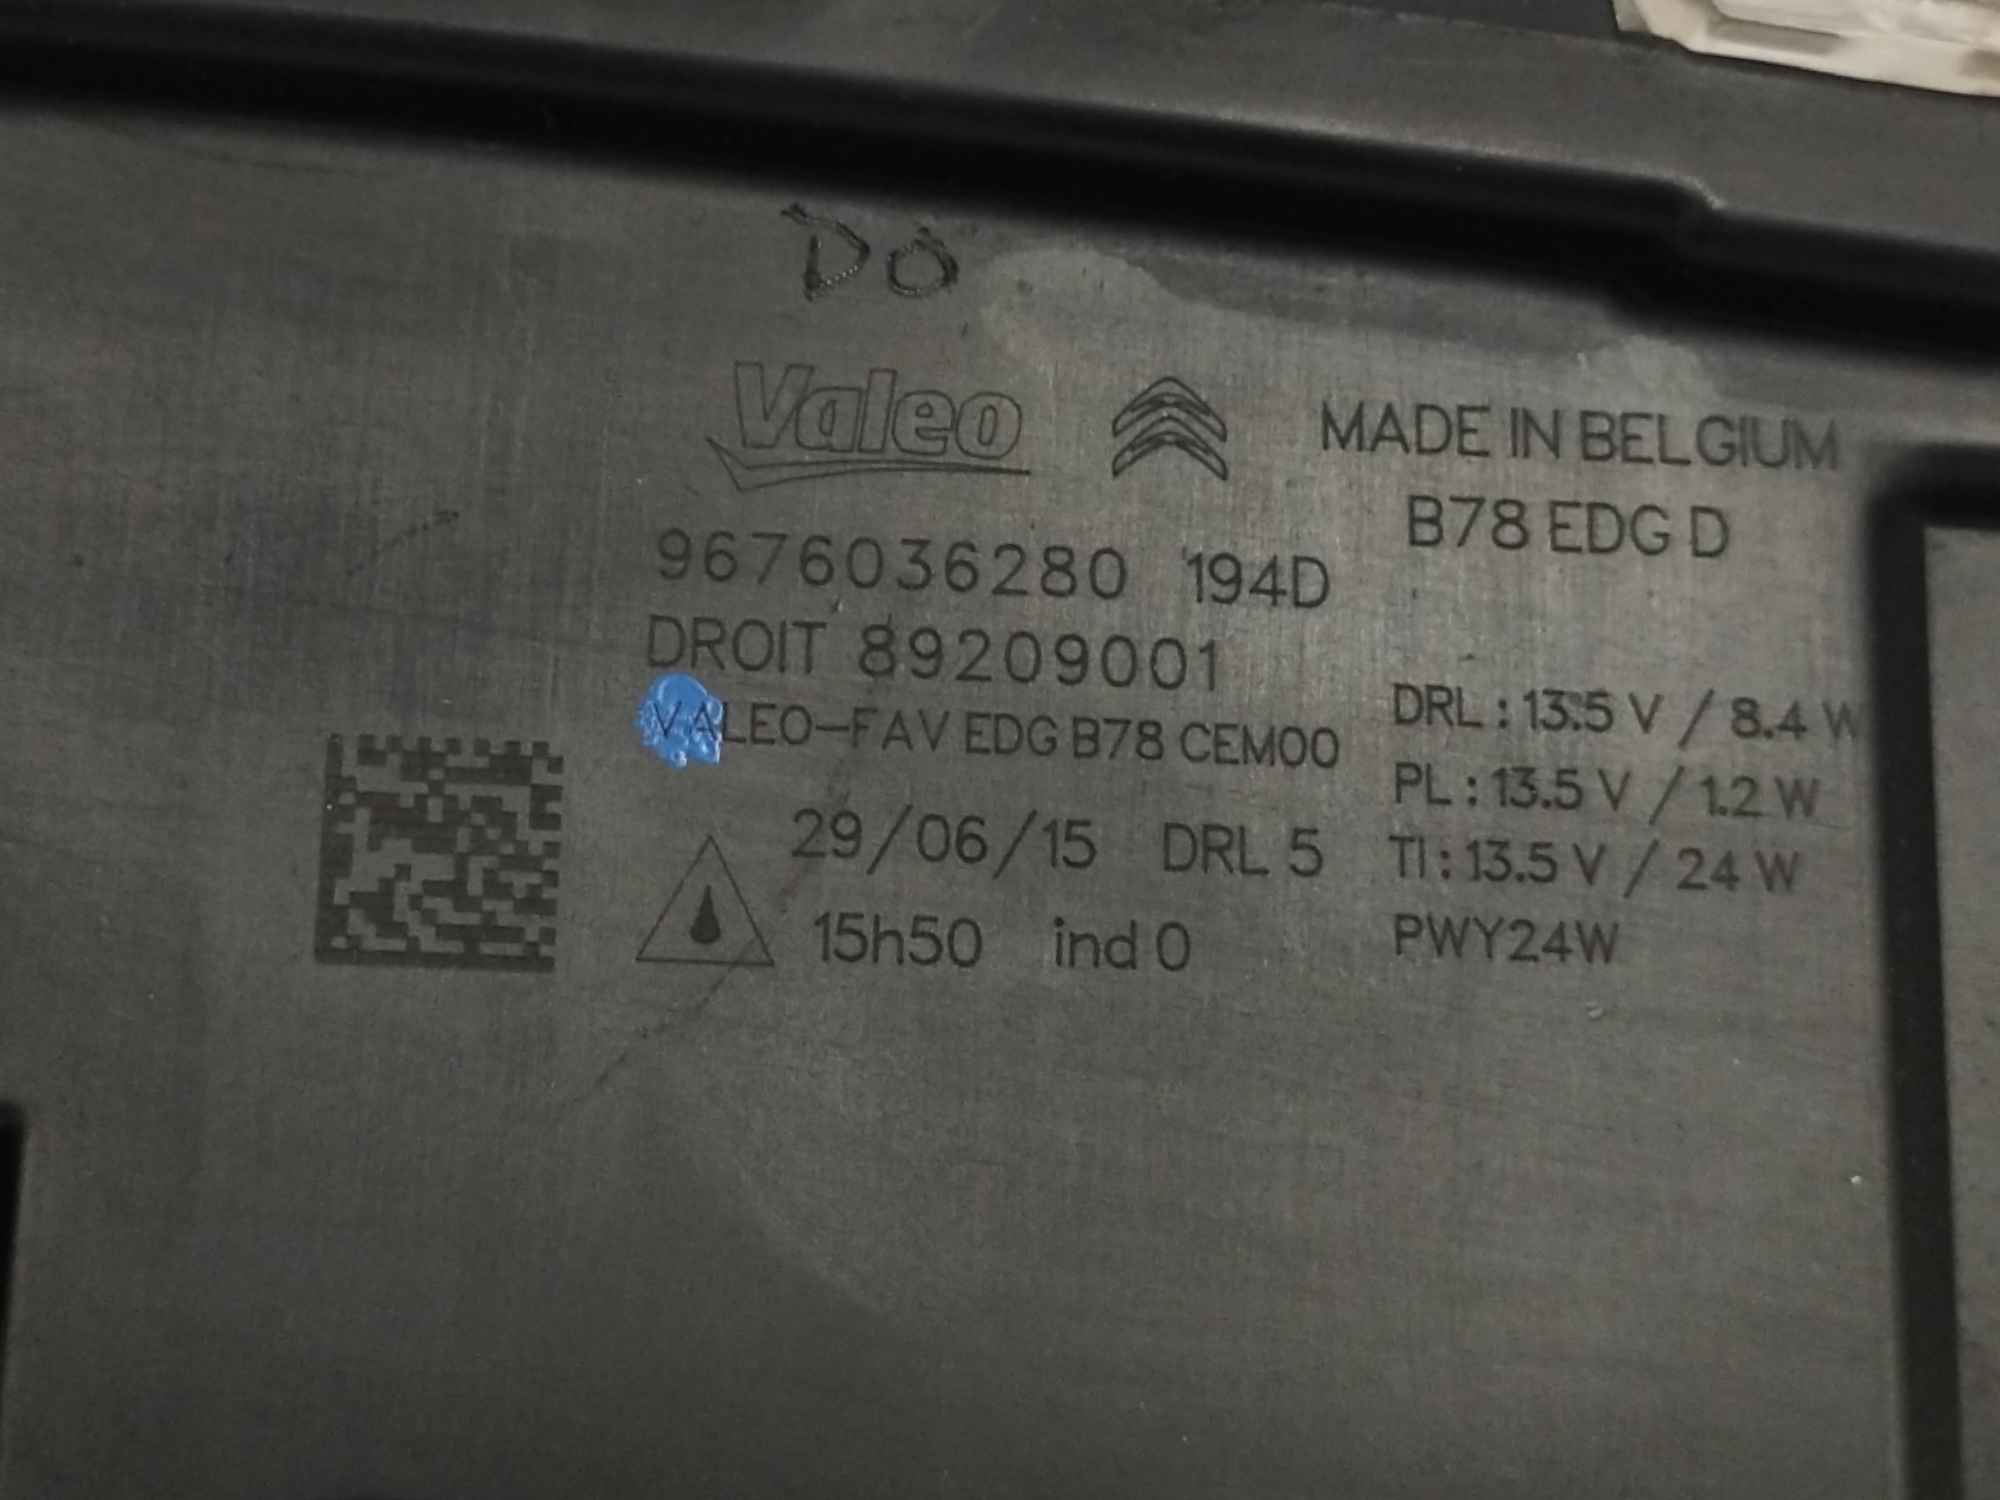 DO
Valeo
MADE IN BELGIUM
B78 EDG D
9676036280 194D
DROIT 89209001
VALEO-FAV EDG B78 CEM00
29/06/15 DRL 5
15h50 ind 0
DRL : 13.5 V / 8.4 W
PL : 13.5 V / 1.2 W
TI : 13.5 V / 24 W
PWY24W